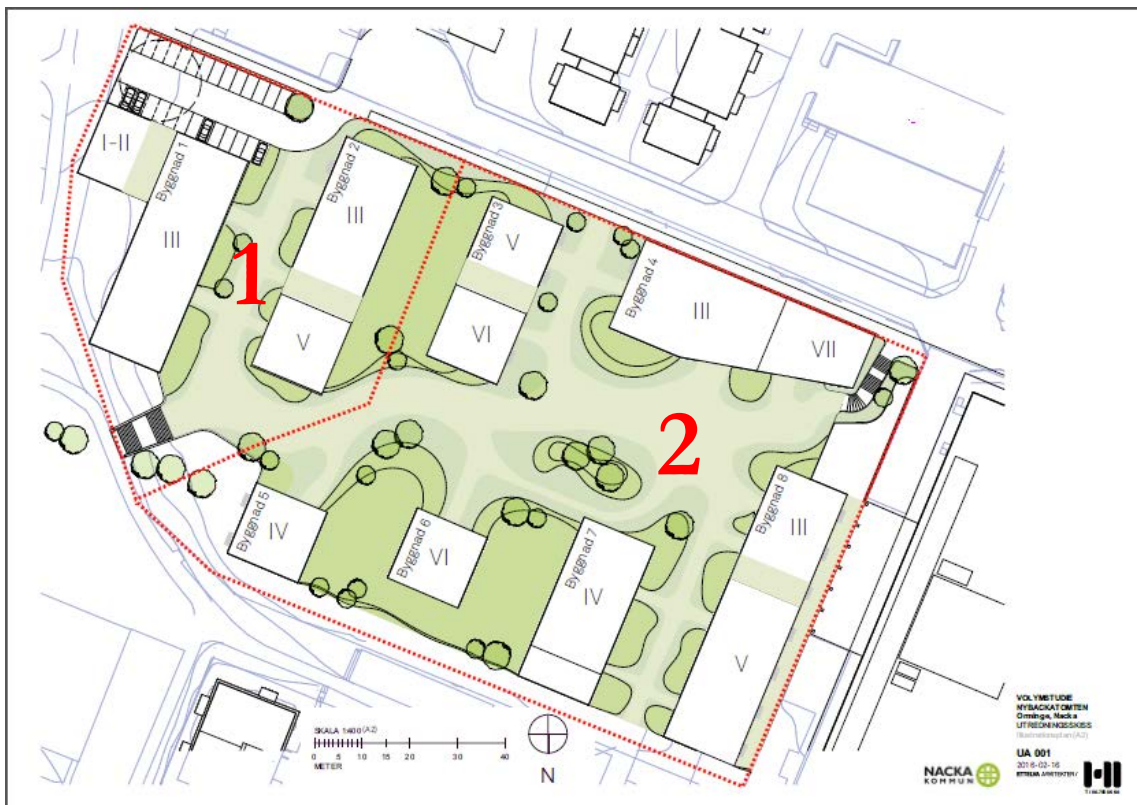 I-II
Byggnad 1
III
1
Byggnad 2
III
V
Byggnad 3
V
VI
Byggnad 4
III
VII
2
Byggnad 5
IV
Byggnad 6
VI
Byggnad 7
IV
Byggnad 8
III
V
SKALA 1:400 (A2)
0 10 20 30 40
METER
N
VOLYMSTUDIE
NYBACKATOMTEN
Orminge, Nacka
UTREDNINGSSKISS
Illustrationsplan (A2)
UA 001
2016-02-16
NACKA
KOMMUN